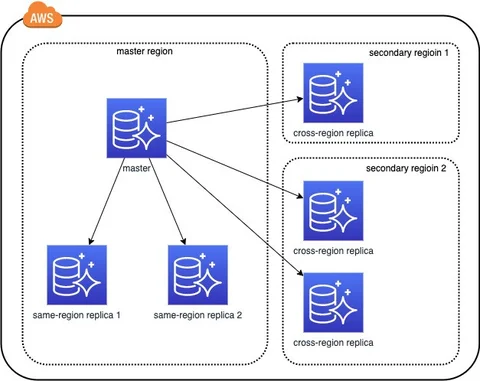 AWS
master region
secondary regioin 1
cross-region replica
master
secondary regioin 2
cross-region replica
same-region replica 1
same-region replica 2
cross-region replica